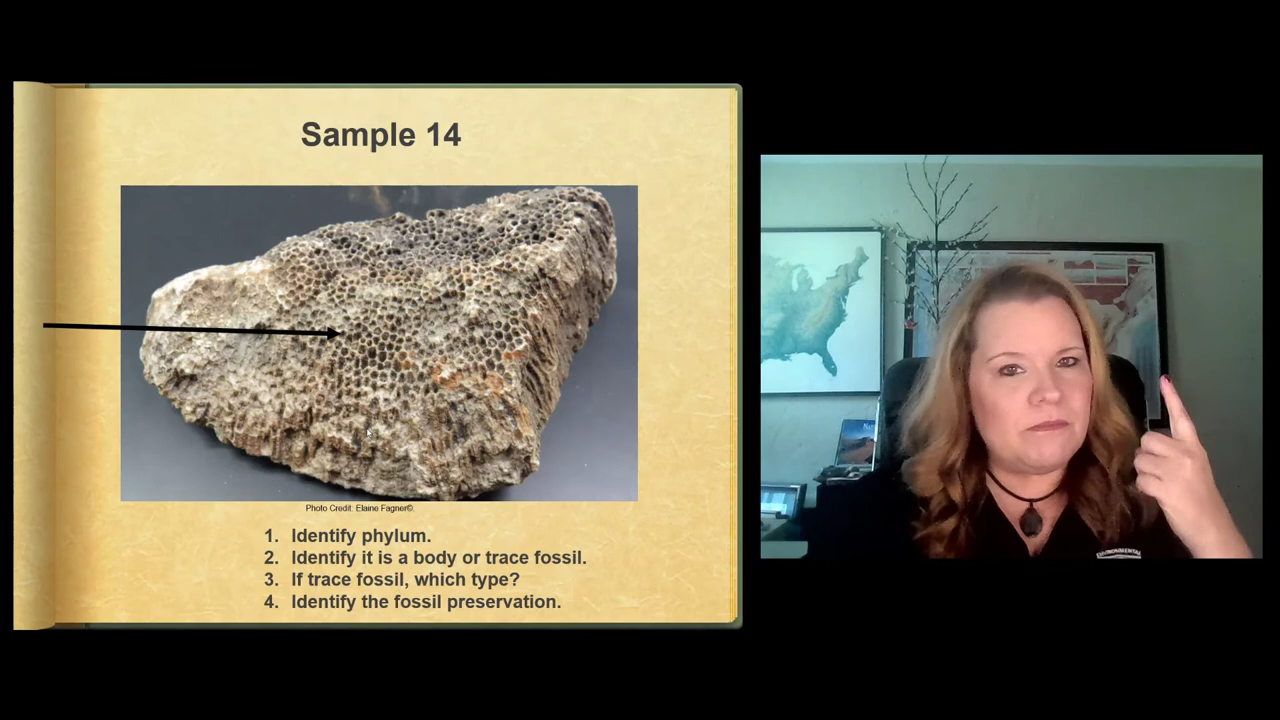 Sample 14
Photo Credit: Elaine Fagner©.
1. Identify phylum.
2. Identify it is a body or trace fossil.
3. If trace fossil, which type?
4. Identify the fossil preservation.
ENVIRONMENTAL